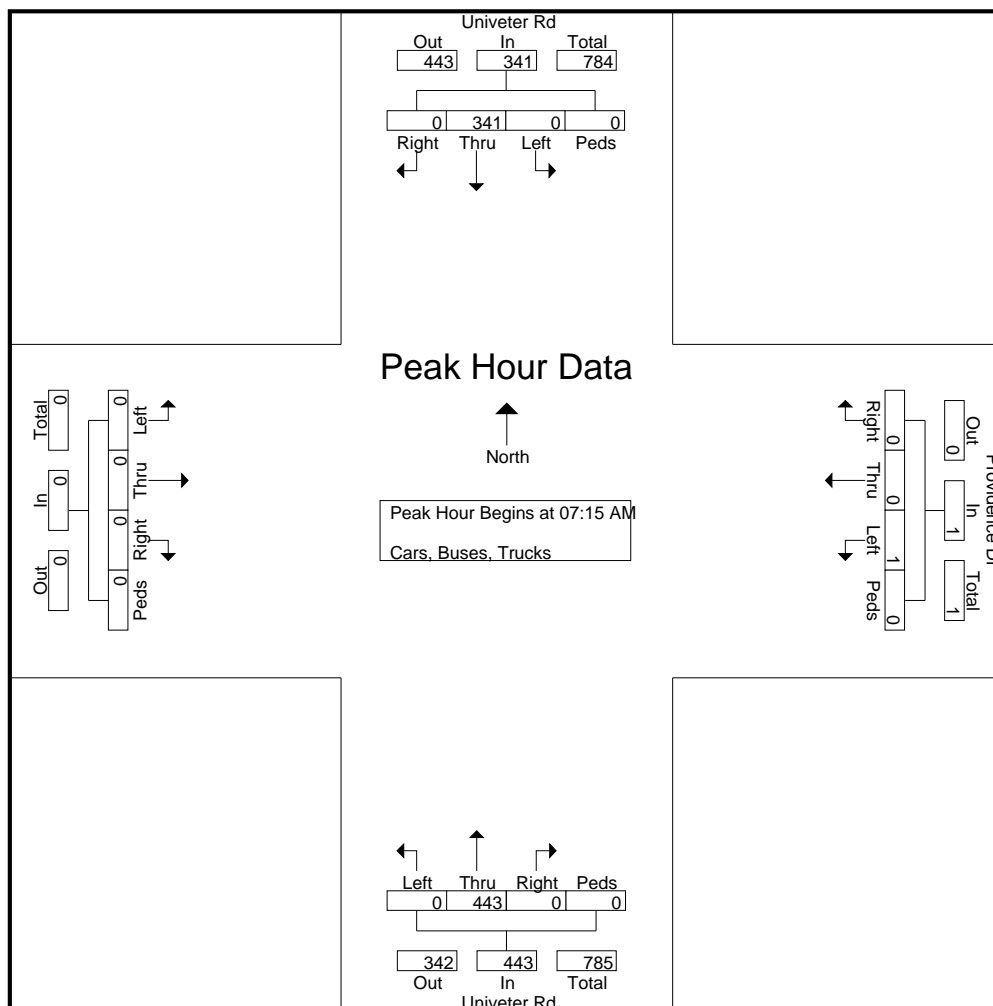 Univeter Rd
Out In Total
443 341 784
0 341 0 0
Right Thru Left Peds
Peak Hour Data
North
Peak Hour Begins at 07:15 AM
Cars, Buses, Trucks
Total In Out
0 0 0
0 0 0 0
Left Thru Right Peds
Right Thru Left Peds
0 0 1 0
0 1 1
Out In Total
Providence Dr
Left Thru Right Peds
0 443 0 0
342 443 785
Out In Total
Univeter Rd